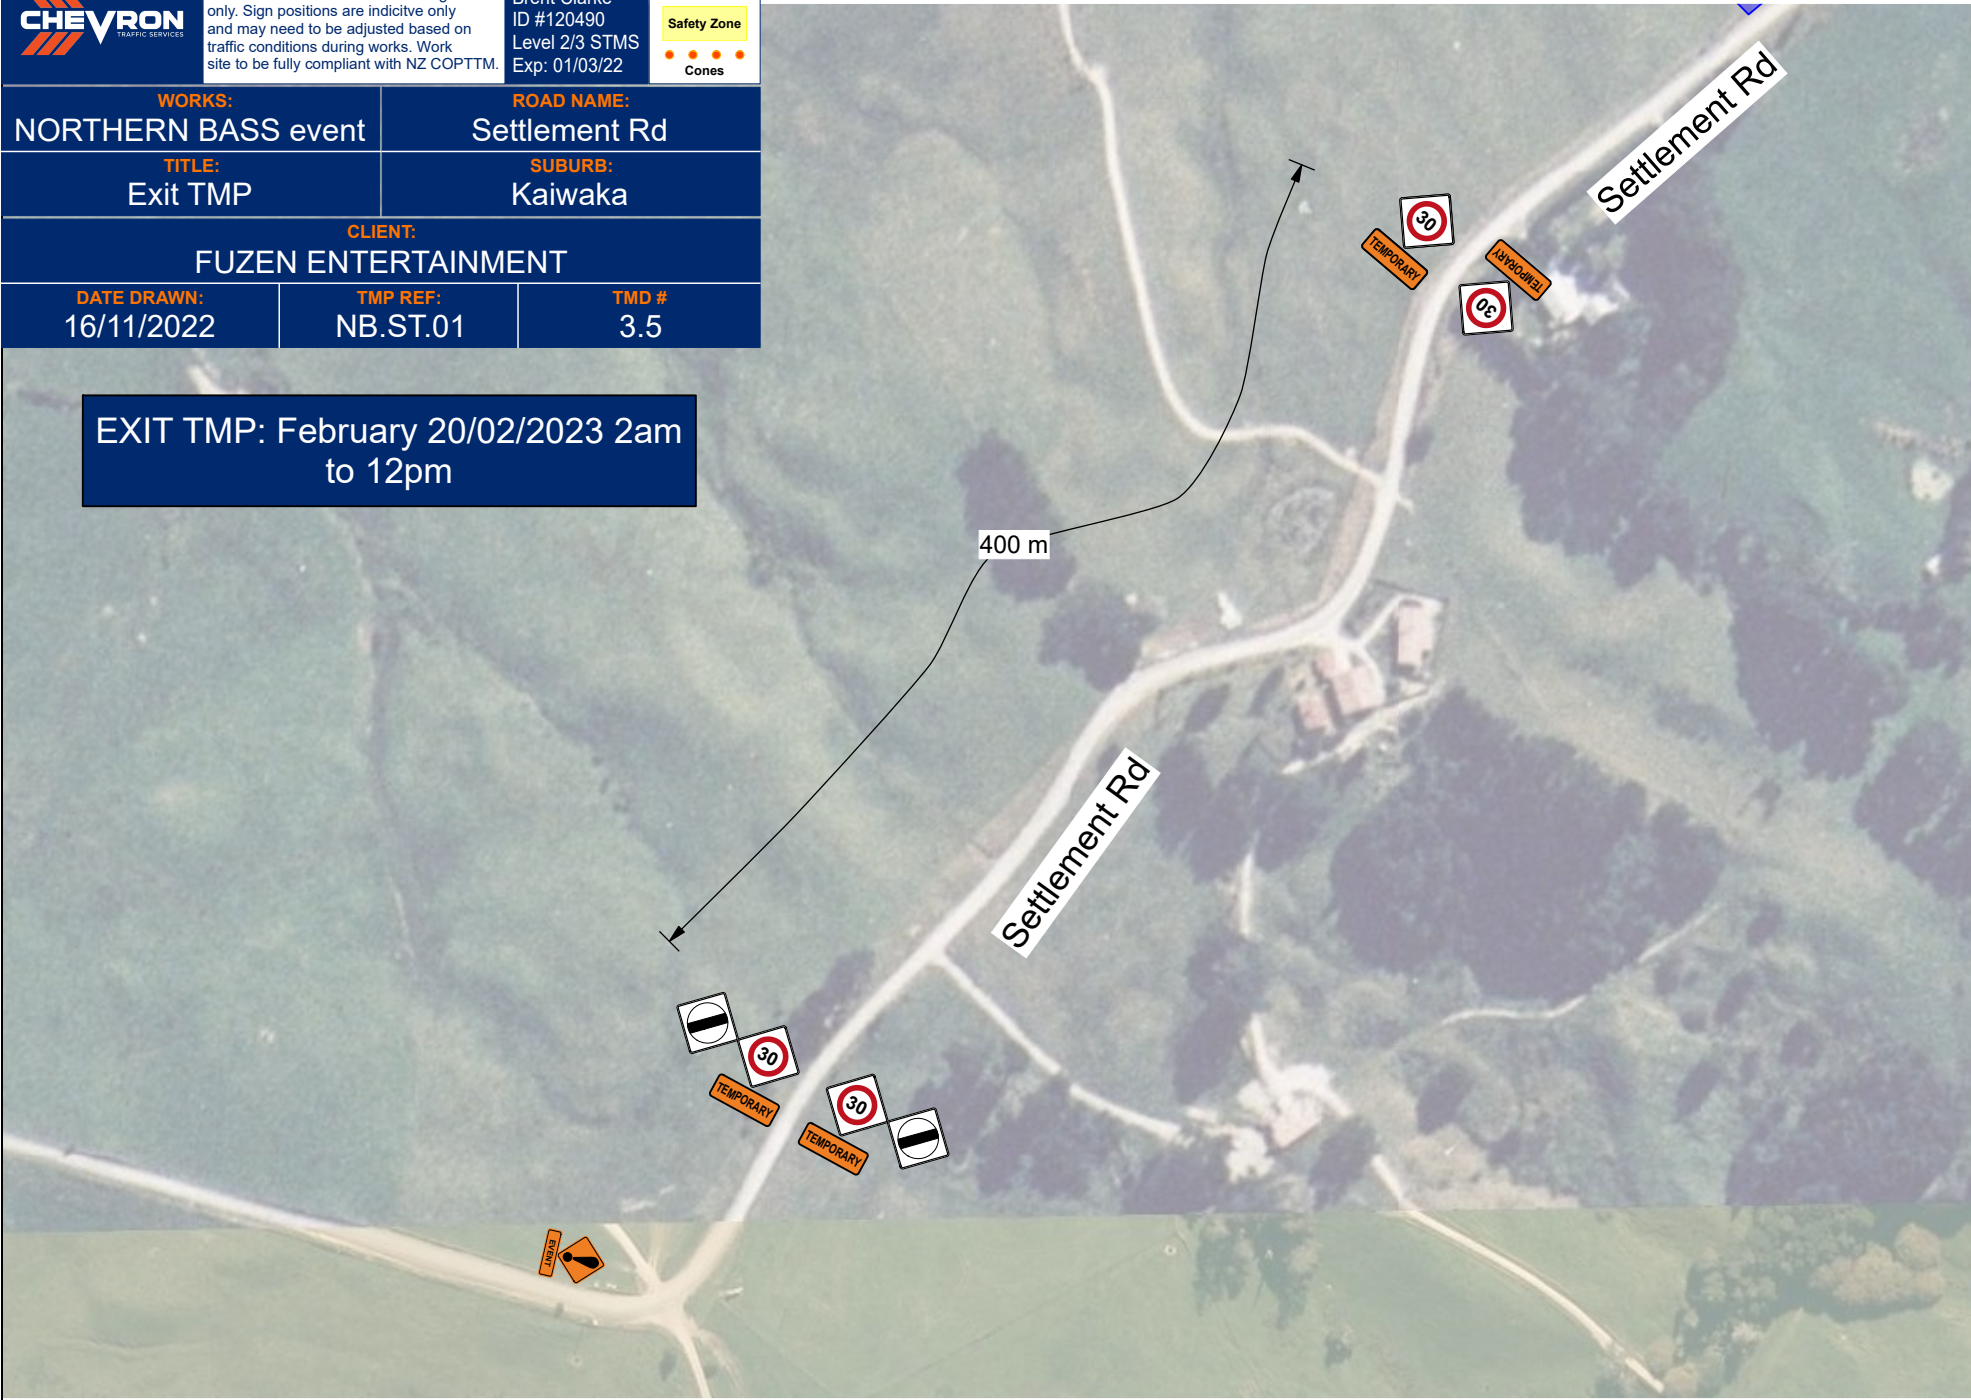 CHEVRON
TRAFFIC SERVICES
only. Sign positions are indicitve only
and may need to be adjusted based on
traffic conditions during works. Work
site to be fully compliant with NZ COPTTM.
Brent Clarke
ID #120490
Level 2/3 STMS
Exp: 01/03/22
Safety Zone
Cones
WORKS:
NORTHERN BASS event
ROAD NAME:
Settlement Rd
TITLE:
Exit TMP
SUBURB:
Kaiwaka
CLIENT:
FUZEN ENTERTAINMENT
DATE DRAWN:
16/11/2022
TMP REF:
NB.ST.01
TMD #
3.5
EXIT TMP: February 20/02/2023 2am
to 12pm
Settlement Rd
30
TEMPORARY
TEMPORARY
30
400 m
Settlement Rd
30
TEMPORARY
30
TEMPORARY
EVENT